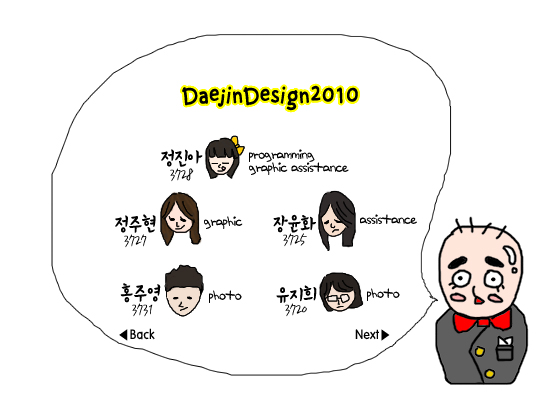 DaejinDesign2010
정진아 programming
3728 graphic assistance
정주현 graphic
3727
장윤화 assistance
3725
홍주영 photo
3731
유지희 photo
3720
◀Back Next▶